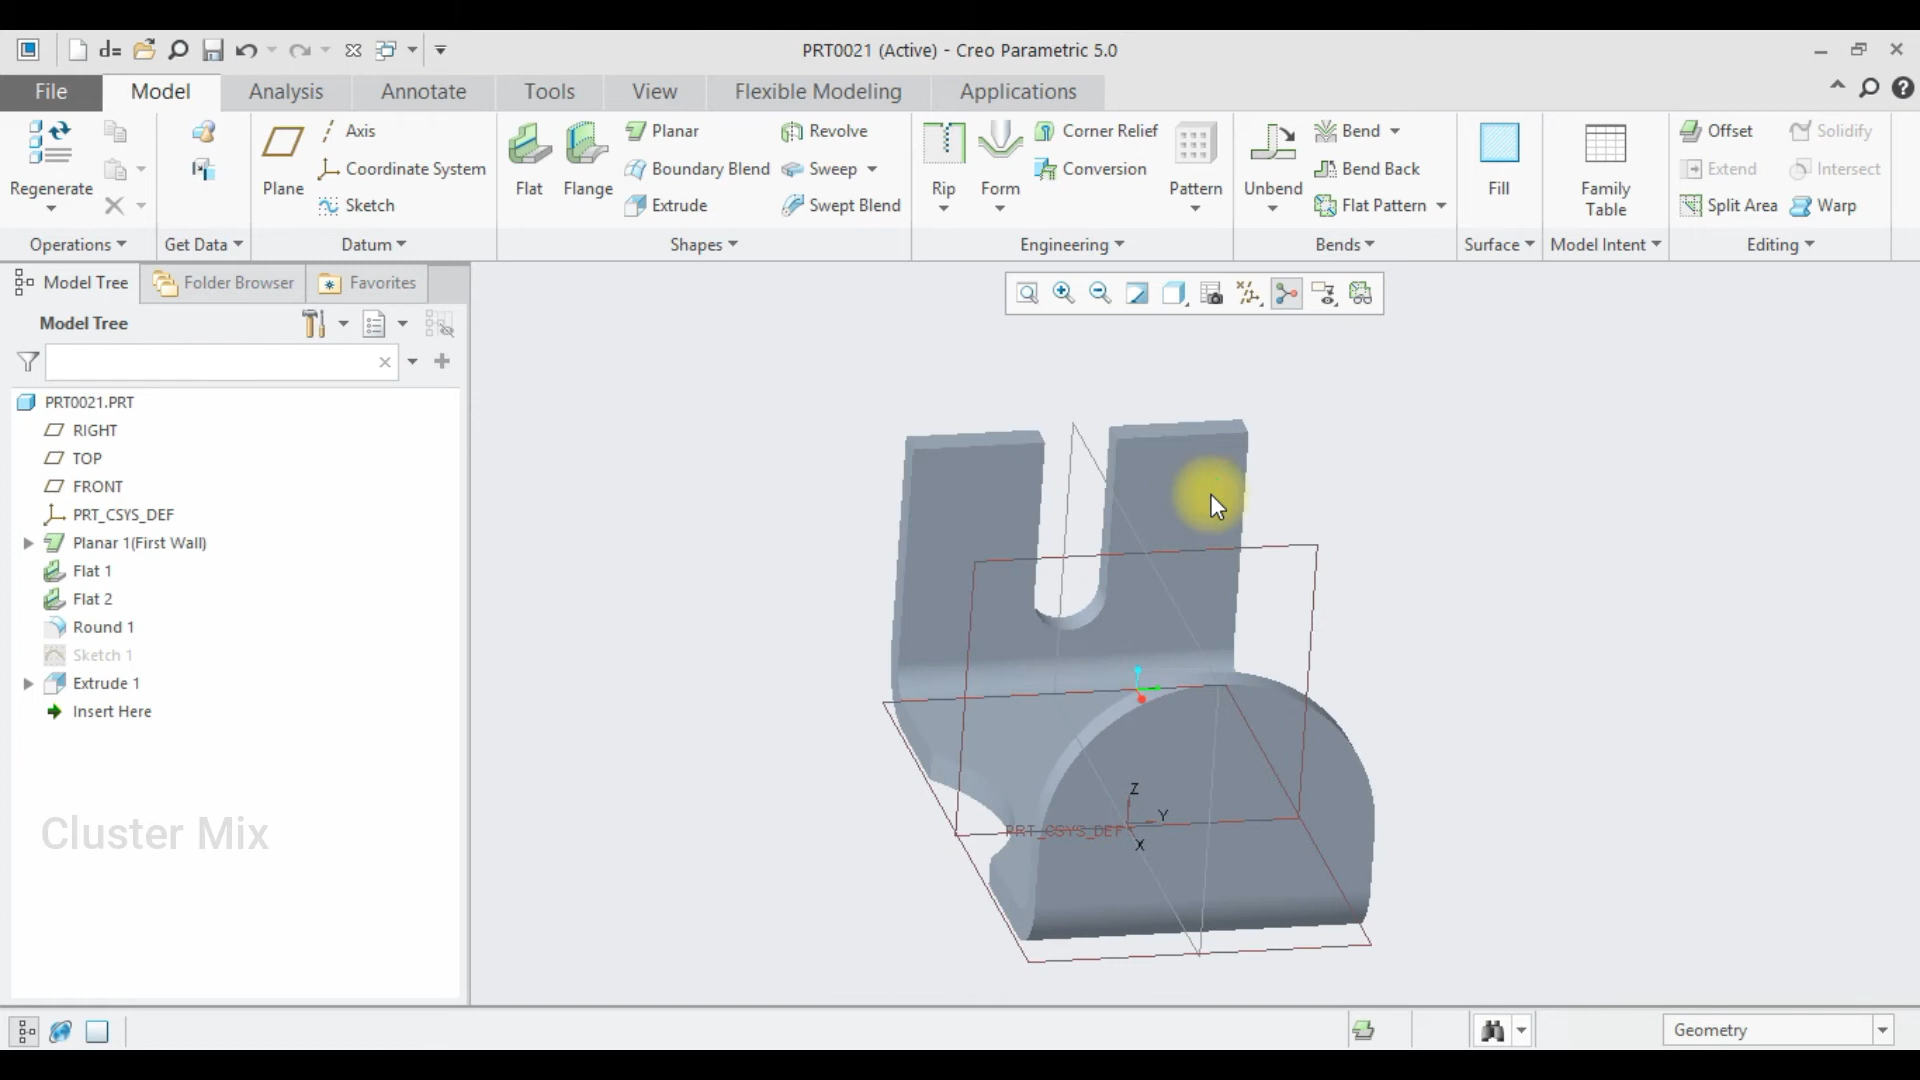 PRT0021 (Active) - Creo Parametric 5.0
d=
File Model Analysis Annotate Tools View Flexible Modeling Applications
Axis Planar Revolve Corner Relief Bend Offset Solidify
Coordinate System Boundary Blend Sweep Conversion Bend Back Extend Intersect
Regenerate Plane Flat Flange Rip Form Pattern Unbend Fill Family Table
Sketch Extrude Swept Blend Flat Pattern Split Area Warp
Operations Get Data Datum Shapes Engineering Bends Surface Model Intent Editing
Model Tree Folder Browser Favorites
Model Tree
PRT0021.PRT
RIGHT
TOP
FRONT
PRT_CSYS_DEF
Planar 1(First Wall)
Flat 1
Flat 2
Round 1
Sketch 1
Extrude 1
Insert Here
Z
Y
PRT_CSYS_DEF
X
Cluster Mix
Geometry